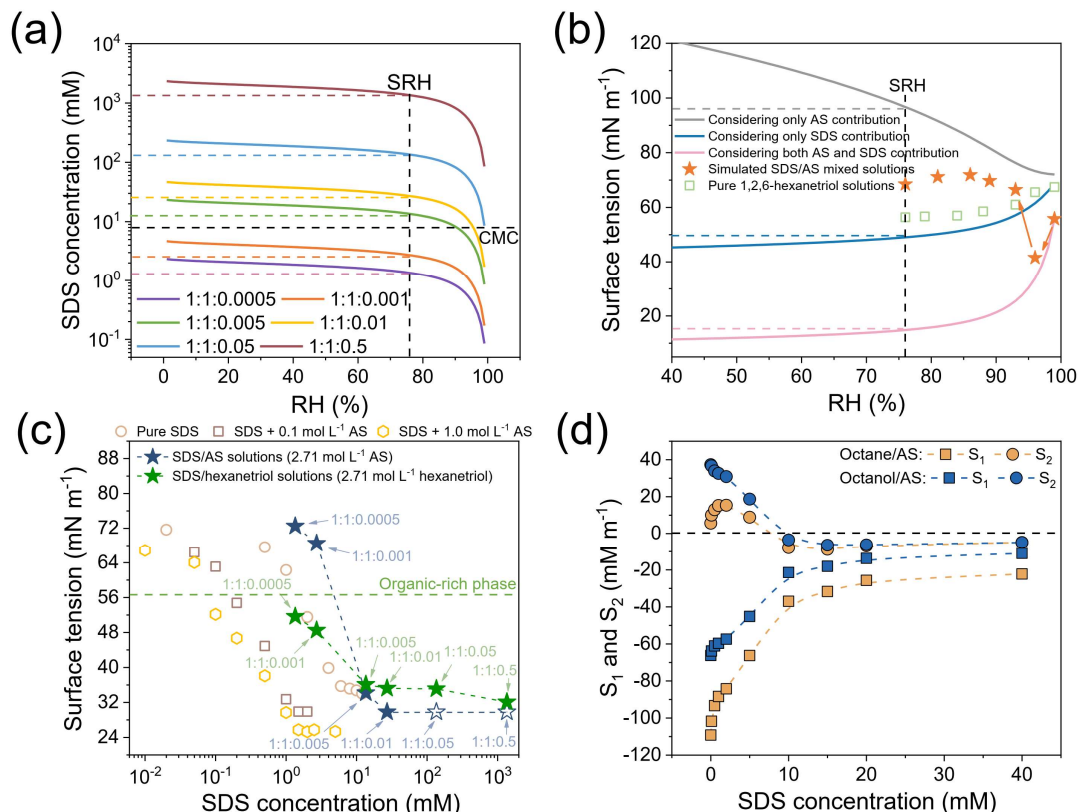 (a)
SDS concentration (mM)
10^4
10^3
10^2
10^1
10^0
10^-1
SRH
CMC
1:1:0.0005
1:1:0.001
1:1:0.005
1:1:0.01
1:1:0.05
1:1:0.5
0
20
40
60
80
100
RH (%)
(b)
Surface tension (mN m^-1)
120
100
80
60
40
20
SRH
Considering only AS contribution
Considering only SDS contribution
Considering both AS and SDS contribution
Simulated SDS/AS mixed solutions
Pure 1,2,6-hexanetriol solutions
40
50
60
70
80
90
100
RH (%)
(c)
Pure SDS
SDS + 0.1 mol L^-1 AS
SDS + 1.0 mol L^-1 AS
SDS/AS solutions (2.71 mol L^-1 AS)
SDS/hexanetriol solutions (2.71 mol L^-1 hexanetriol)
Surface tension (mN m^-1)
88
80
72
64
56
48
40
32
24
1:1:0.0005
1:1:0.001
Organic-rich phase
1:1:0.0005
1:1:0.001
1:1:0.005
1:1:0.01
1:1:0.05
1:1:0.5
1:1:0.005
1:1:0.01
1:1:0.05
1:1:0.5
10^-2
10^-1
10^0
10^1
10^2
10^3
SDS concentration (mM)
(d)
S1 and S2 (mM m^-1)
40
20
0
-20
-40
-60
-80
-100
-120
Octane/AS: S1 S2
Octanol/AS: S1 S2
0
10
20
30
40
SDS concentration (mM)